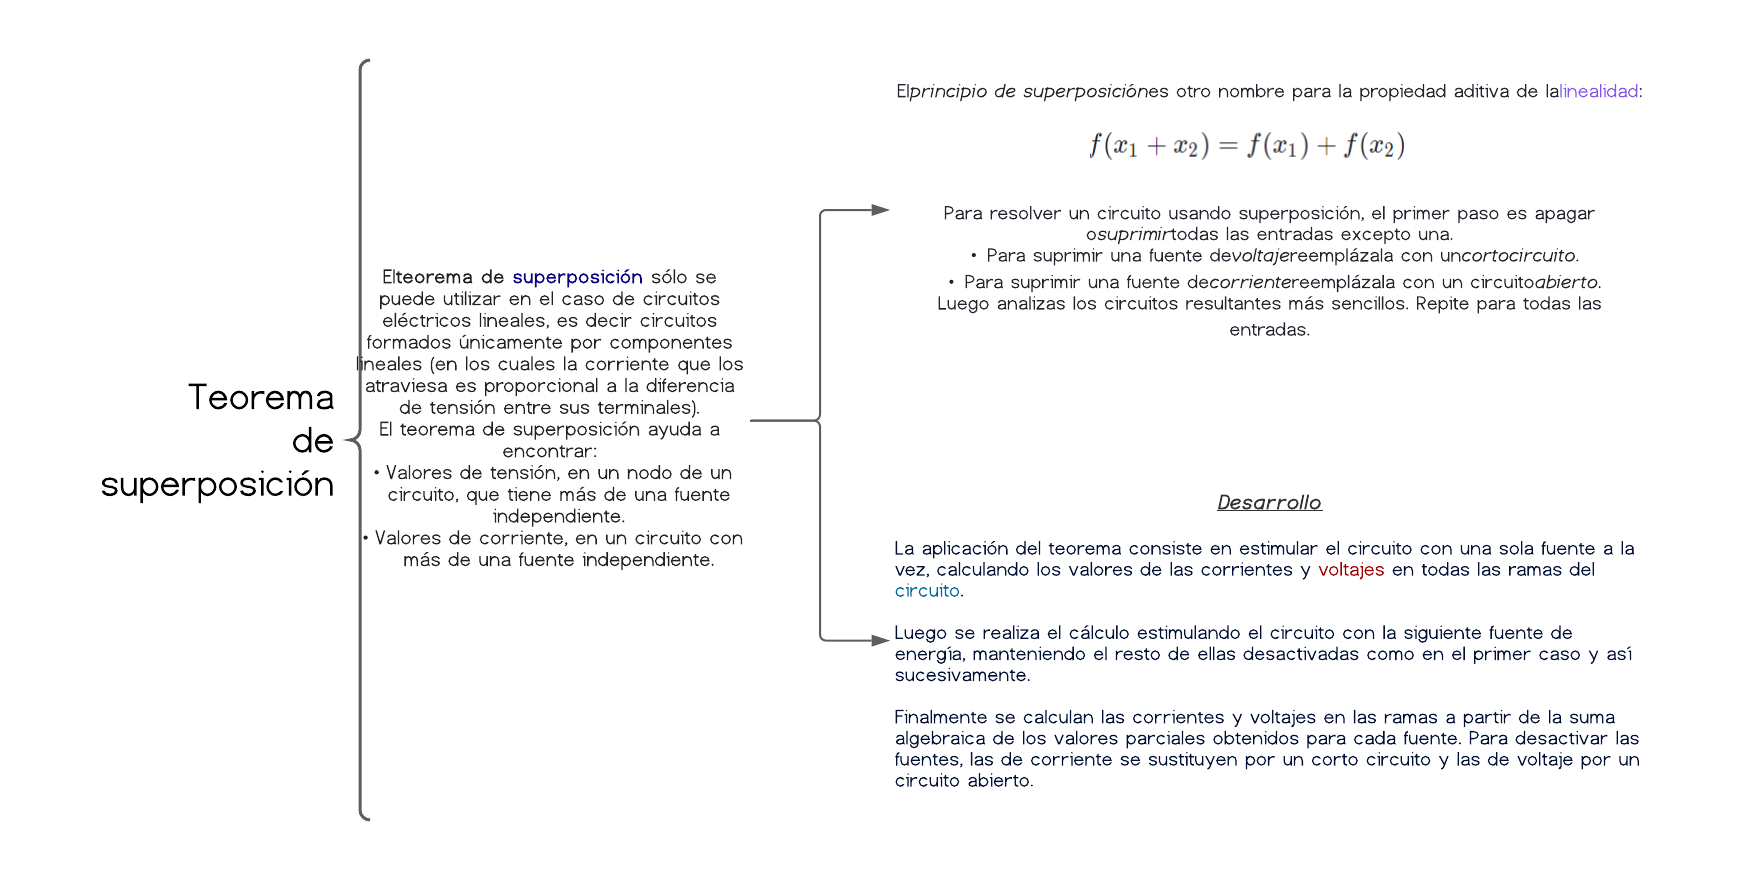 Teorema
de
superposición
Elteorema de superposición sólo se
puede utilizar en el caso de circuitos
eléctricos lineales, es decir circuitos
formados únicamente por componentes
lineales (en los cuales la corriente que los
atraviesa es proporcional a la diferencia
de tensión entre sus terminales).
El teorema de superposición ayuda a
encontrar:
• Valores de tensión, en un nodo de un
circuito, que tiene más de una fuente
independiente.
• Valores de corriente, en un circuito con
más de una fuente independiente.
Elprincipio de superposiciónes otro nombre para la propiedad aditiva de lalinealidad:
f(x₁ + x₂) = f(x₁) + f(x₂)
Para resolver un circuito usando superposición, el primer paso es apagar
osuprimirtodas las entradas excepto una.
• Para suprimir una fuente devoltajereemplázala con uncortocircuito.
• Para suprimir una fuente decorrientereemplázala con un circuitoabierto.
Luego analizas los circuitos resultantes más sencillos. Repite para todas las
entradas.
Desarrollo
La aplicación del teorema consiste en estimular el circuito con una sola fuente a la
vez, calculando los valores de las corrientes y voltajes en todas las ramas del
circuito.
Luego se realiza el cálculo estimulando el circuito con la siguiente fuente de
energía, manteniendo el resto de ellas desactivadas como en el primer caso y así
sucesivamente.
Finalmente se calculan las corrientes y voltajes en las ramas a partir de la suma
algebraica de los valores parciales obtenidos para cada fuente. Para desactivar las
fuentes, las de corriente se sustituyen por un corto circuito y las de voltaje por un
circuito abierto.